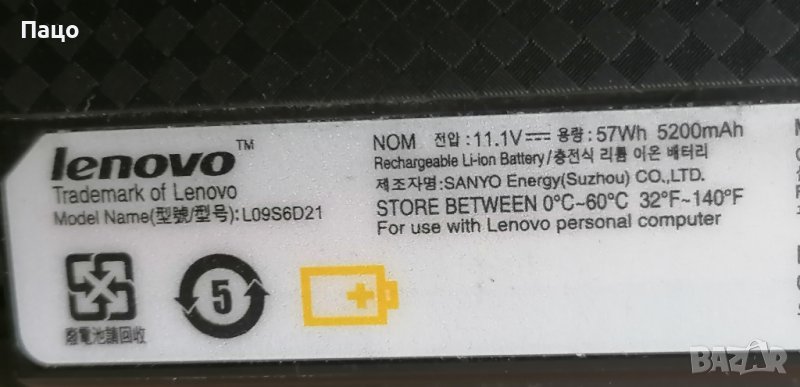 Пацо
lenovo™
Trademark of Lenovo
Model Name(型號/型号):L09S6D21
NOM 전압:11.1V⎓ 용량:57Wh 5200mAh
Rechargeable Li-ion Battery/충전식 리튬 이온 배터리
제조자명:SANYO Energy(Suzhou) CO.,LTD.
STORE BETWEEN 0°C~60°C 32°F~140°F
For use with Lenovo personal computer
5
廢電池請回收
BAZAR